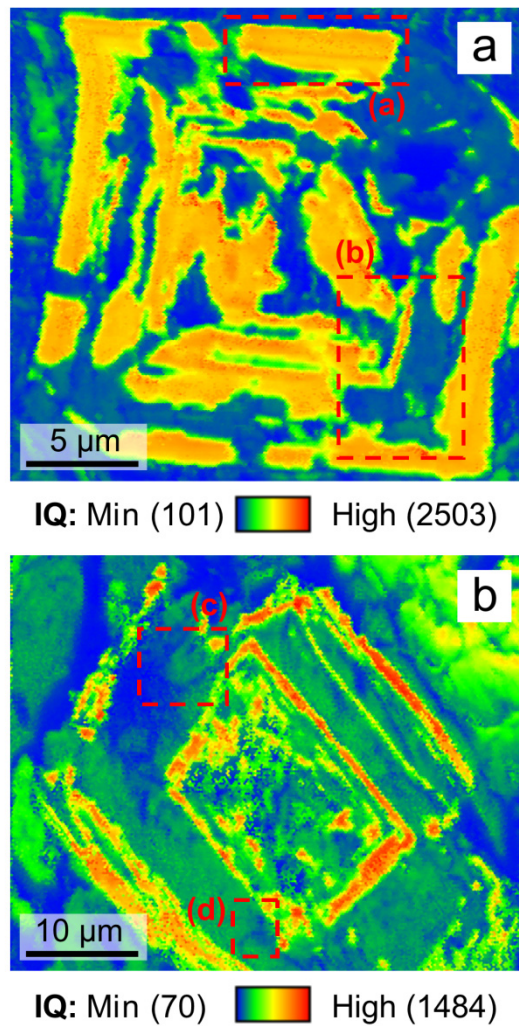 a
(a)
(b)
5 µm
IQ: Min (101) High (2503)
b
(c)
(d)
10 µm
IQ: Min (70) High (1484)